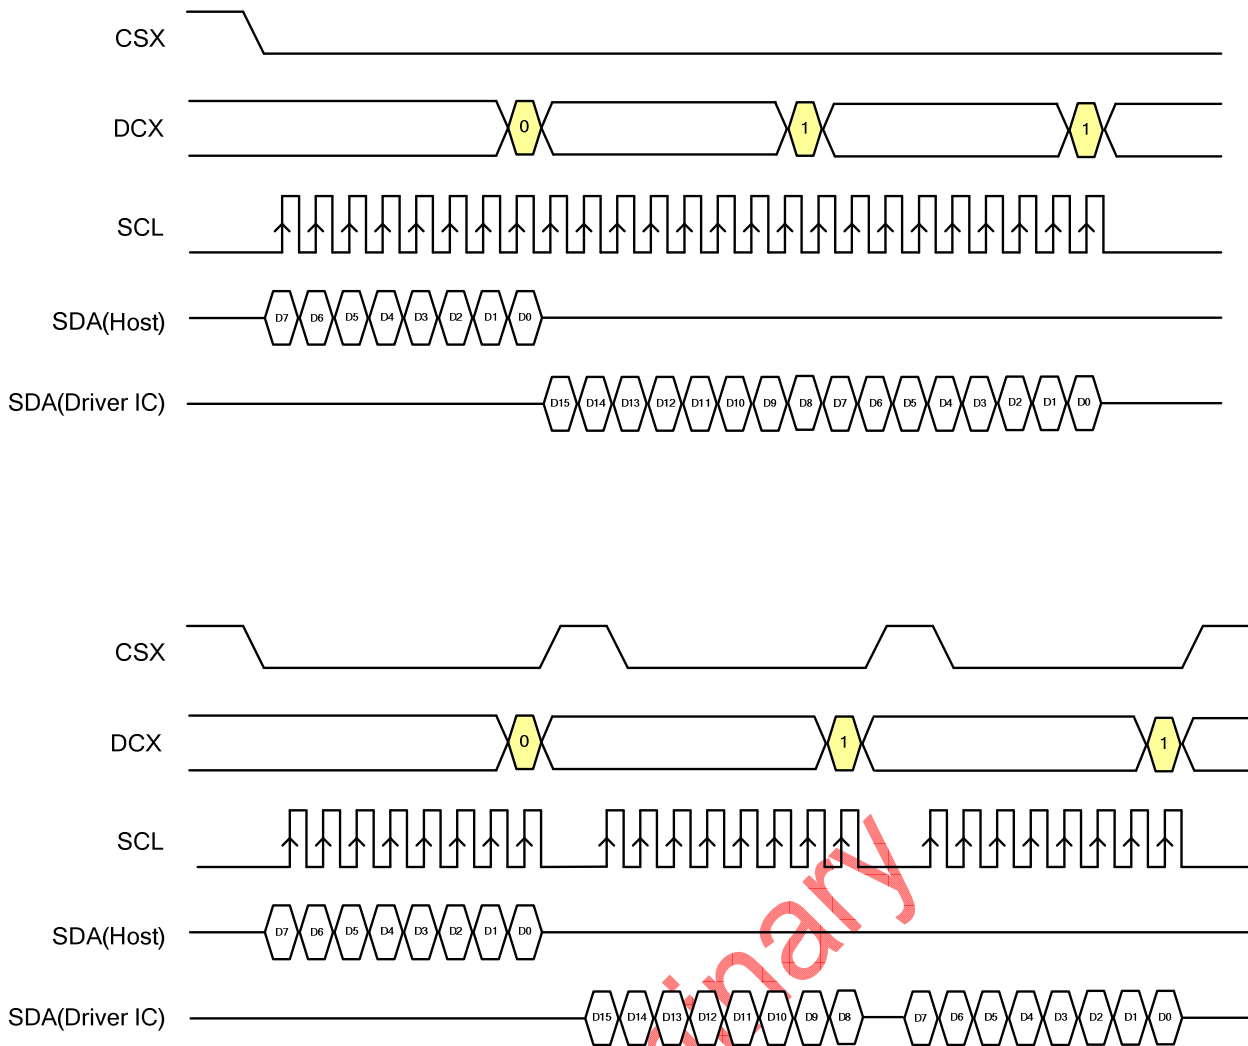 CSX
DCX 0 1 1
SCL
SDA(Host) D7 D6 D5 D4 D3 D2 D1 D0
SDA(Driver IC) D15 D14 D13 D12 D11 D10 D9 D8 D7 D6 D5 D4 D3 D2 D1 D0
CSX
DCX 0 1 1
SCL
SDA(Host) D7 D6 D5 D4 D3 D2 D1 D0
SDA(Driver IC) D15 D14 D13 D12 D11 D10 D9 D8 D7 D6 D5 D4 D3 D2 D1 D0
inary